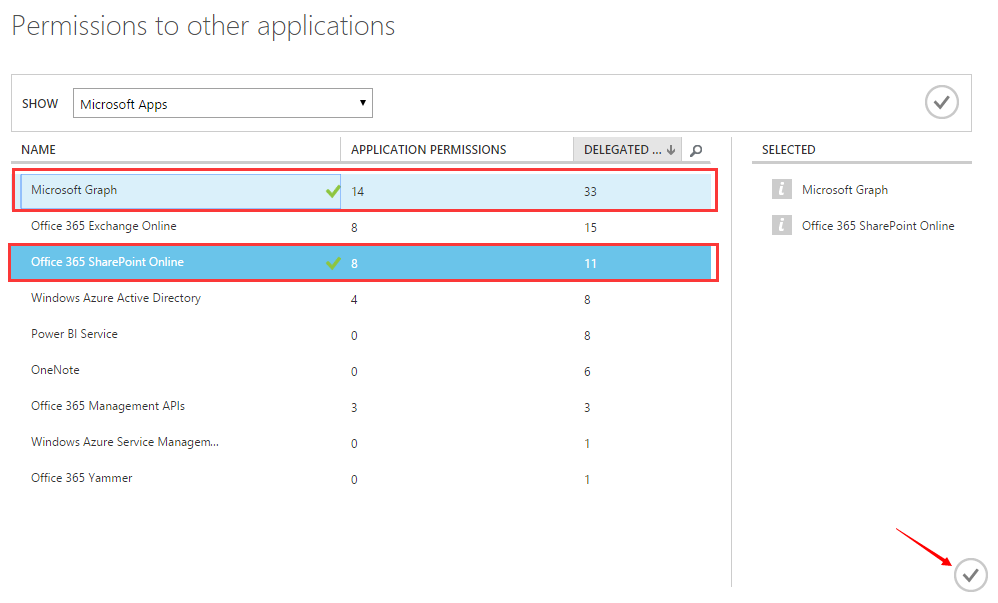 Permissions to other applications
SHOW Microsoft Apps
NAME APPLICATION PERMISSIONS DELEGATED ... SELECTED
Microsoft Graph 14 33 Microsoft Graph
Office 365 Exchange Online 8 15 Office 365 SharePoint Online
Office 365 SharePoint Online 8 11
Windows Azure Active Directory 4 8
Power BI Service 0 8
OneNote 0 6
Office 365 Management APIs 3 3
Windows Azure Service Managem... 0 1
Office 365 Yammer 0 1